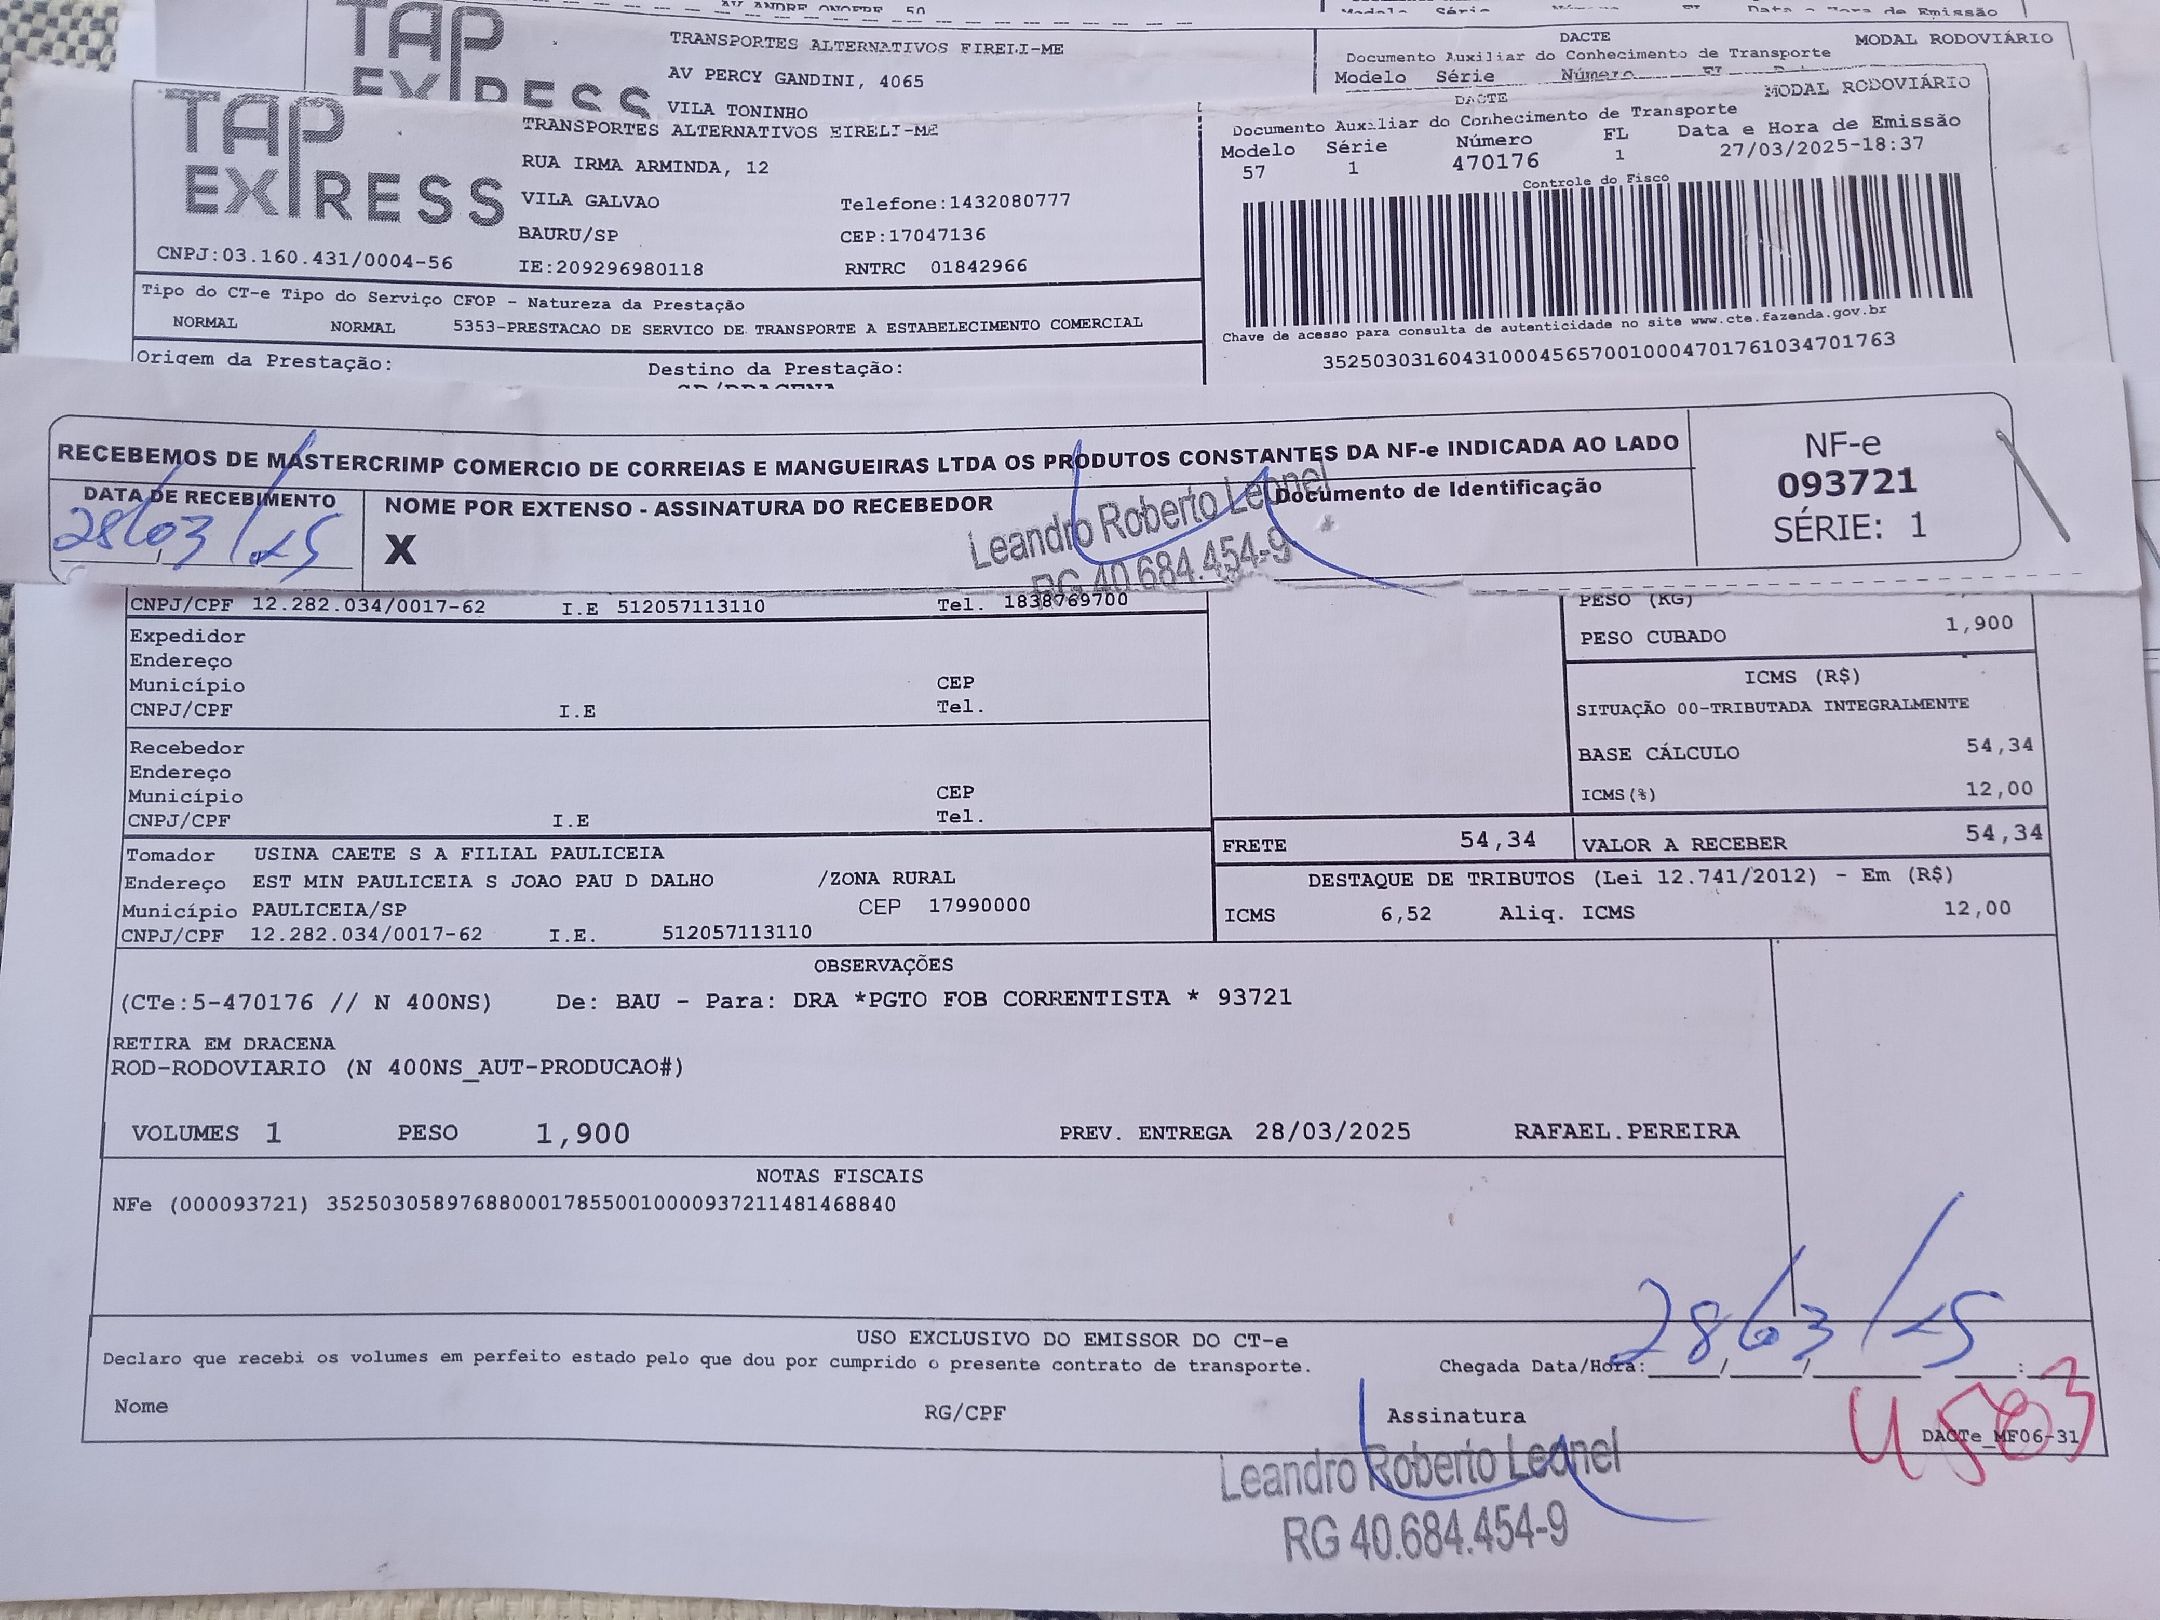 TRANSPORTES ALTERNATIVOS EIRELI-ME
DACTE
MODAL RODOVIÁRIO
Documento Auxiliar do Conhecimento de Transporte
AV PERCY GANDINI, 4065
Modelo Série Número
VILA TONINHO
TAP EXPRESS
TRANSPORTES ALTERNATIVOS EIRELI-ME
RUA IRMA ARMINDA, 12
VILA GALVAO Telefone:1432080777
BAURU/SP CEP:17047136
CNPJ:03.160.431/0004-56 IE:209296980118 RNTRC 01842966
DACTE
MODAL RODOVIÁRIO
Documento Auxiliar do Conhecimento de Transporte
Modelo Série Número FL Data e Hora de Emissão
57 1 470176 1 27/03/2025-18:37
Controle do Fisco
Chave de acesso para consulta de autenticidade no site www.cte.fazenda.gov.br
35250303160431000456570010004701761034701763
Tipo do CT-e Tipo do Serviço CFOP - Natureza da Prestação
NORMAL NORMAL 5353-PRESTACAO DE SERVICO DE TRANSPORTE A ESTABELECIMENTO COMERCIAL
Origem da Prestação: Destino da Prestação:
RECEBEMOS DE MASTERCRIMP COMERCIO DE CORREIAS E MANGUEIRAS LTDA OS PRODUTOS CONSTANTES DA NF-e INDICADA AO LADO
DATA DE RECEBIMENTO NOME POR EXTENSO - ASSINATURA DO RECEBEDOR Documento de Identificação
28/03/25 X
Leandro Roberto Leonel
RG 40.684.454-9
NF-e
093721
SÉRIE: 1
CNPJ/CPF 12.282.034/0017-62 I.E 512057113110 Tel. 1838769700
Expedidor
Endereço
Município CEP
CNPJ/CPF I.E Tel.
Recebedor
Endereço
Município CEP
CNPJ/CPF I.E Tel.
PESO (KG)
PESO CUBADO 1,900
ICMS (R$)
SITUAÇÃO 00-TRIBUTADA INTEGRALMENTE
BASE CÁLCULO 54,34
ICMS(%) 12,00
FRETE 54,34 VALOR A RECEBER 54,34
Tomador USINA CAETE S A FILIAL PAULICEIA
Endereço EST MIN PAULICEIA S JOAO PAU D DALHO /ZONA RURAL
Município PAULICEIA/SP CEP 17990000
CNPJ/CPF 12.282.034/0017-62 I.E. 512057113110
DESTAQUE DE TRIBUTOS (Lei 12.741/2012) - Em (R$)
ICMS 6,52 Aliq. ICMS 12,00
OBSERVAÇÕES
(CTe:5-470176 // N 400NS) De: BAU - Para: DRA *PGTO FOB CORRENTISTA * 93721
RETIRA EM DRACENA
ROD-RODOVIARIO (N 400NS_AUT-PRODUCAO#)
VOLUMES 1 PESO 1,900 PREV. ENTREGA 28/03/2025 RAFAEL.PEREIRA
NOTAS FISCAIS
NFe (000093721) 35250305897688000178550010000937211481468840
USO EXCLUSIVO DO EMISSOR DO CT-e
Declaro que recebi os volumes em perfeito estado pelo que dou por cumprido o presente contrato de transporte. Chegada Data/Hora:
28/03/25
Nome RG/CPF Assinatura
DACTe_MF06-31
Leandro Roberto Leonel
RG 40.684.454-9